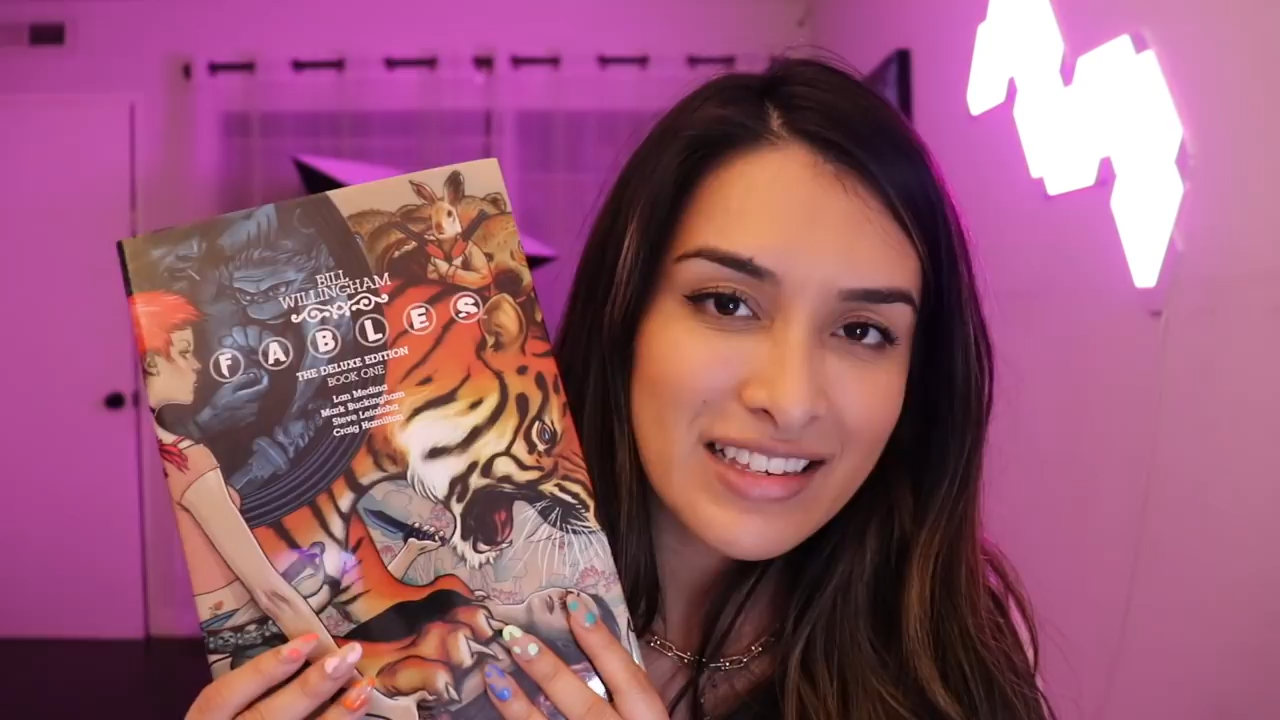 BILL
WILLINGHAM
FABLES
THE DELUXE EDITION
BOOK ONE
Lan Medina
Mark Buckingham
Steve Leialoha
Craig Hamilton